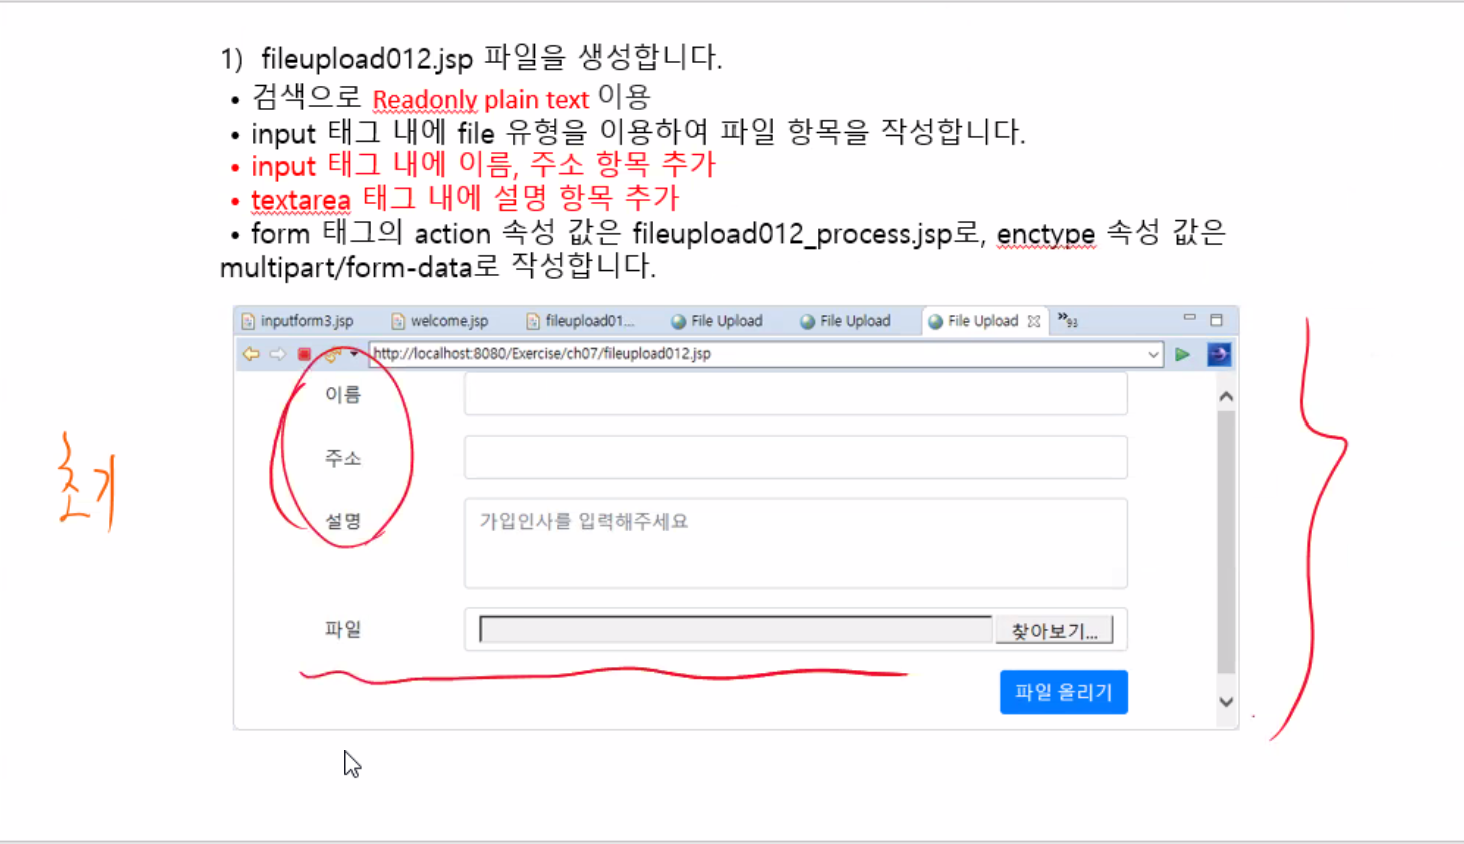 1) fileupload012.jsp 파일을 생성합니다.
• 검색으로 Readonly plain text 이용
• input 태그 내에 file 유형을 이용하여 파일 항목을 작성합니다.
• input 태그 내에 이름, 주소 항목 추가
• textarea 태그 내에 설명 항목 추가
• form 태그의 action 속성 값은 fileupload012_process.jsp로, enctype 속성 값은
multipart/form-data로 작성합니다.
inputform3.jsp welcome.jsp fileupload01... File Upload File Upload File Upload »93
http://localhost:8080/Exercise/ch07/fileupload012.jsp
이름
주소
초기
설명 가입인사를 입력해주세요
파일 찾아보기...
파일 올리기